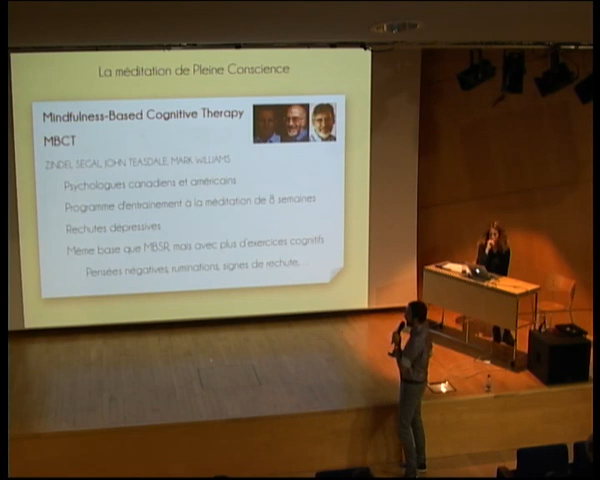 La méditation de Pleine Conscience
Mindfulness-Based Cognitive Therapy
MBCT
ZINDEL SEGAL, JOHN TEASDALE, MARK WILLIAMS
Psychologues canadiens et américains
Programme d'entrainement à la méditation de 8 semaines
Rechutes dépressives
Même base que MBSR, mais avec plus d'exercices cognitifs
Pensées négatives, ruminations, signes de rechute, ...